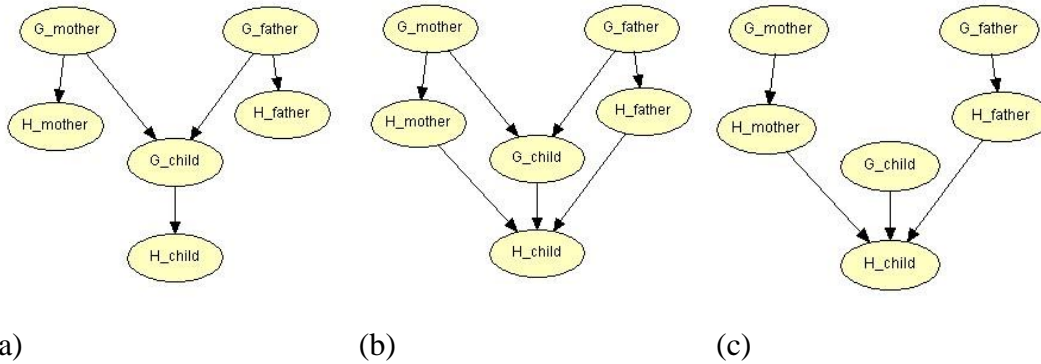 G_mother G_father G_mother G_father G_mother G_father
H_mother H_father H_mother H_father H_mother H_father
G_child G_child G_child
H_child H_child H_child
a) (b) (c)